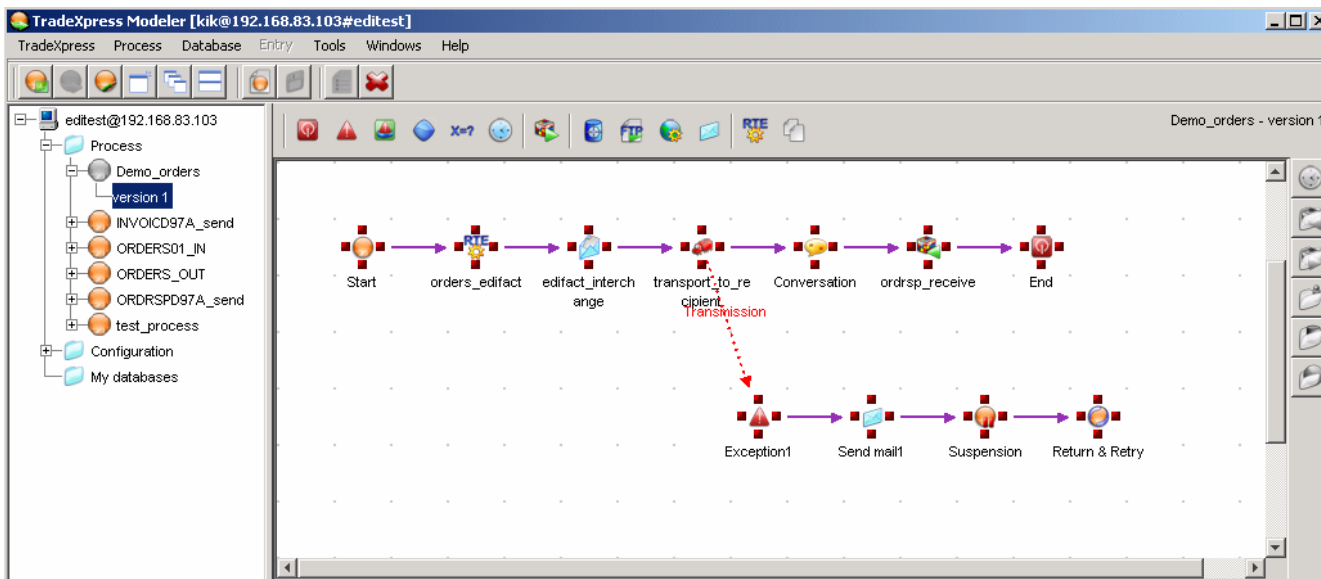 TradeXpress Modeler [kik@192.168.83.103#editest]
TradeXpress Process Database Entry Tools Windows Help
editest@192.168.83.103
Process
Demo_orders
version 1
INVOICD97A_send
ORDERS01_IN
ORDERS_OUT
ORDRSPD97A_send
test_process
Configuration
My databases
X=? FTP RTE
Demo_orders - version 1
RTE
Start orders_edifact edifact_interch transport_to_re Conversation ordrsp_receive End
ange cipient
Transmission
Exception1 Send mail1 Suspension Return & Retry